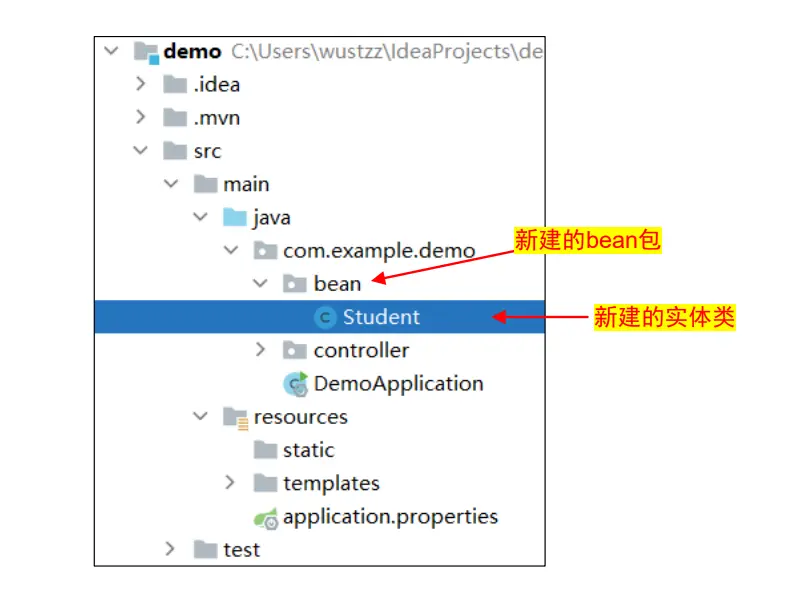 demo C:\Users\wustzz\IdeaProjects\de
.idea
.mvn
src
main
java
com.example.demo
新建的bean包
bean
Student
新建的实体类
controller
DemoApplication
resources
static
templates
application.properties
test